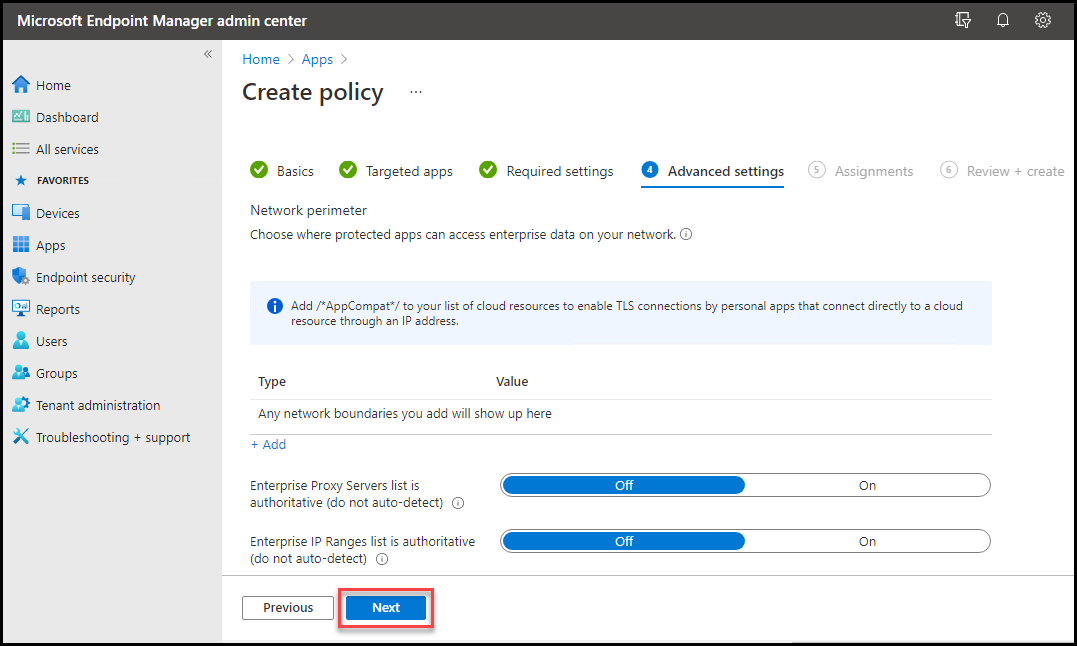 Microsoft Endpoint Manager admin center
«
Home
Dashboard
All services
FAVORITES
Devices
Apps
Endpoint security
Reports
Users
Groups
Tenant administration
Troubleshooting + support
Home > Apps >
Create policy ...
Basics
Targeted apps
Required settings
4 Advanced settings
5 Assignments
6 Review + create
Network perimeter
Choose where protected apps can access enterprise data on your network.
Add /*AppCompat*/ to your list of cloud resources to enable TLS connections by personal apps that connect directly to a cloud
resource through an IP address.
Type Value
Any network boundaries you add will show up here
+ Add
Enterprise Proxy Servers list is
authoritative (do not auto-detect)
Off On
Enterprise IP Ranges list is authoritative
(do not auto-detect)
Off On
Previous Next